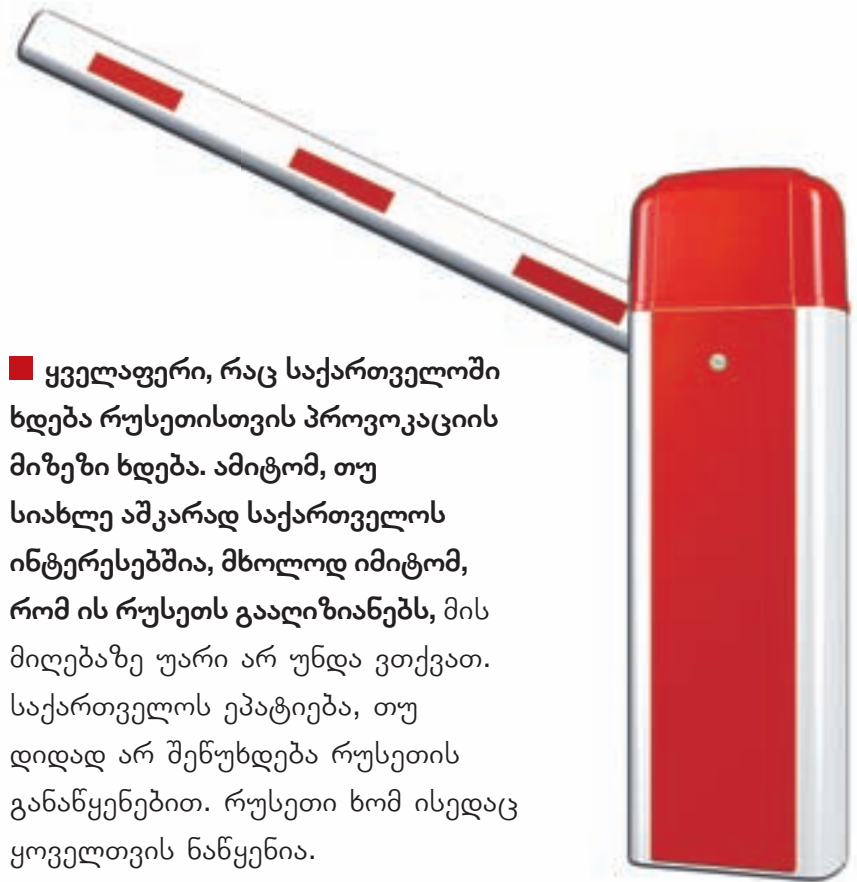 ყველაფერი, რაც საქართველოში
ხდება რუსეთისთვის პროვოკაციის
მიზეზი ხდება. ამიტომ, თუ
სიახლე აშკარად საქართველოს
ინტერესებშია, მხოლოდ იმიტომ,
რომ ის რუსეთს გააღიზიანებს, მის
მიღებაზე უარი არ უნდა ვთქვათ.
საქართველოს ეპატიება, თუ
დიდად არ შეწუხდება რუსეთის
განაწყენებით. რუსეთი ხომ ისედაც
ყოველთვის ნაწყენია.